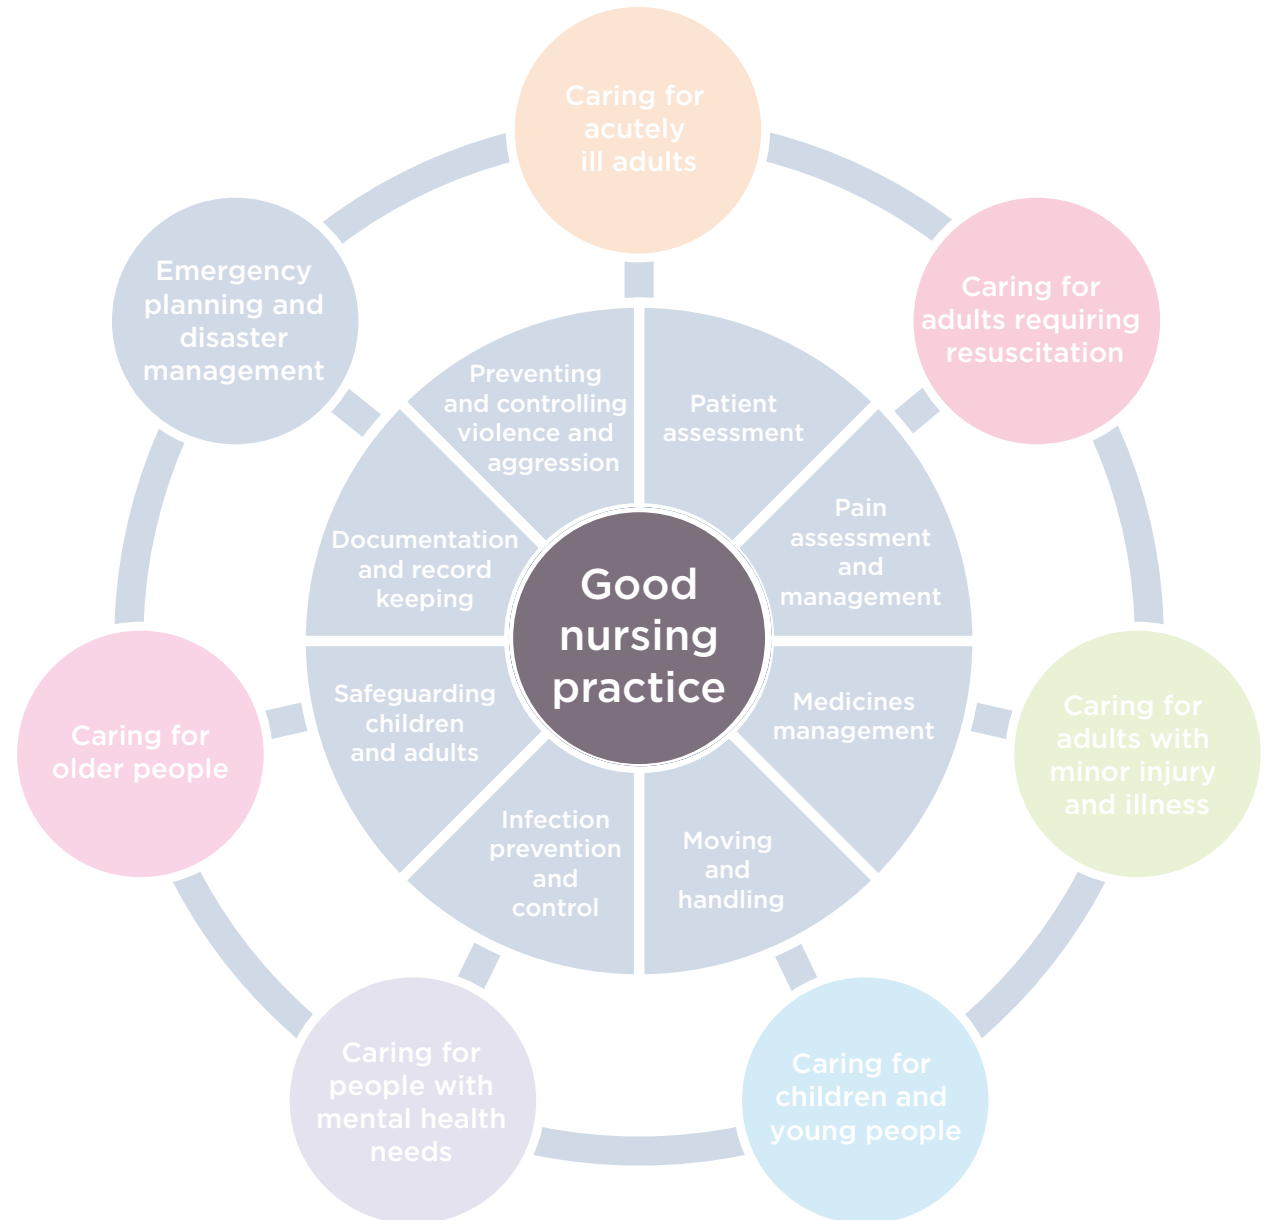 Caring for
acutely
ill adults
Caring for
adults requiring
resuscitation
Caring for
adults with
minor injury
and illness
Caring for
children and
young people
Caring for
people with
mental health
needs
Caring for
older people
Emergency
planning and
disaster
management
Patient
assessment
Pain
assessment
and
management
Medicines
management
Moving
and
handling
Infection
prevention
and
control
Safeguarding
children
and adults
Documentation
and record
keeping
Preventing
and controlling
violence and
aggression
Good
nursing
practice